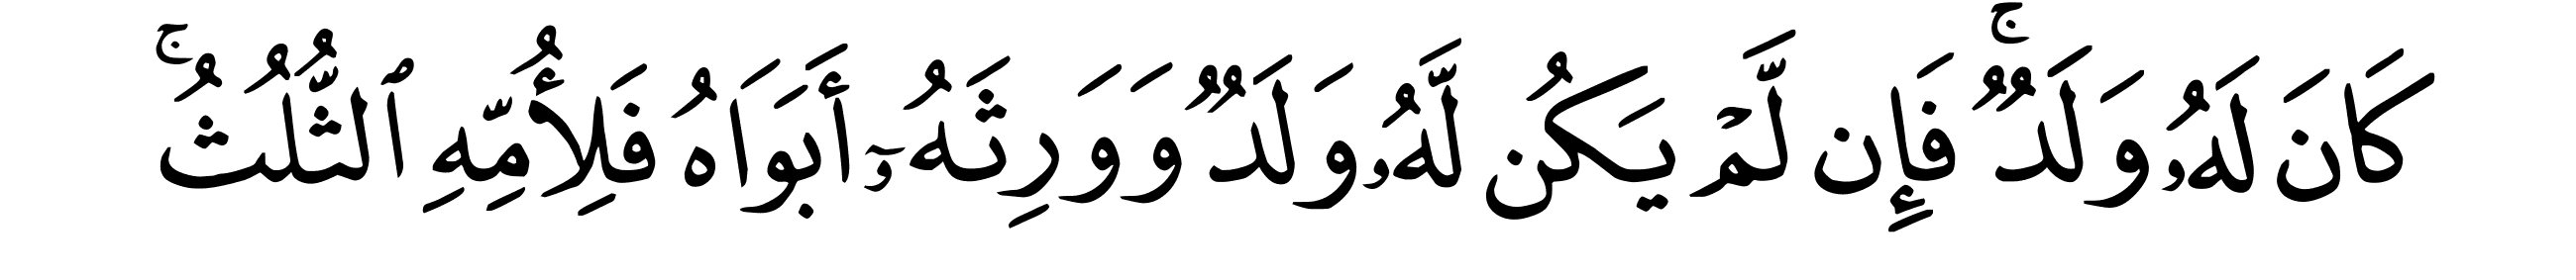 كَانَ لَهُۥ وَلَدٌۭ ۚ فَإِن لَّمْ يَكُن لَّهُۥ وَلَدٌۭ وَوَرِثَهُۥٓ أَبَوَاهُ فَلِأُمِّهِ ٱلثُّلُثُ ۚ